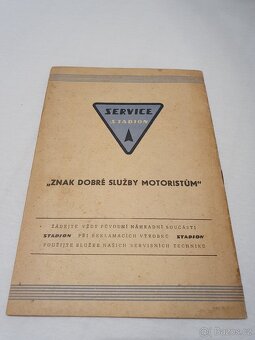 SERVICE
STADION
„ZNAK DOBRÉ SLUŽBY MOTORISTŮM"
ŽÁDEJTE VŽDY PŮVODNÍ NÁHRADNÍ SOUČÁSTI
STADION PŘI REKLAMACÍCH VÝROBKŮ STADION
POUŽIJTE SLUŽEB NAŠICH SERVISNÍCH TECHNIKŮ